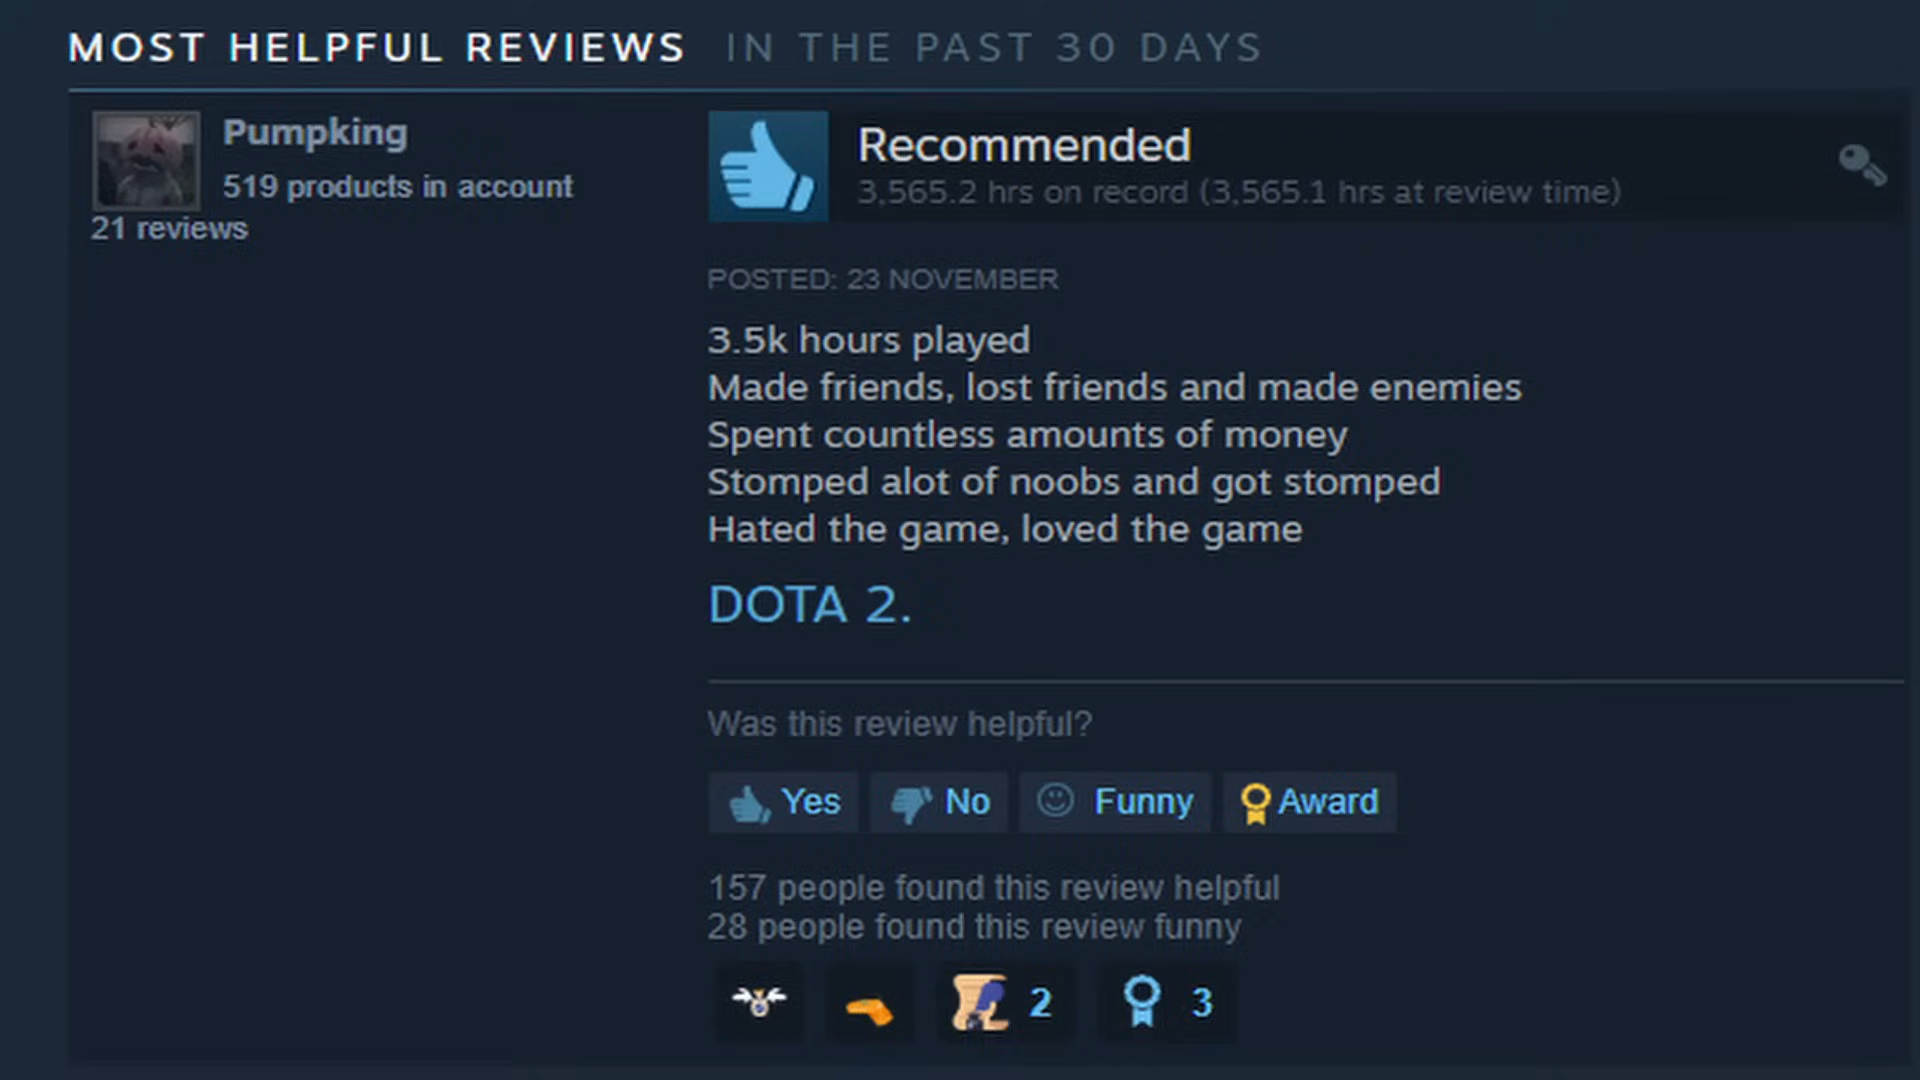 MOST HELPFUL REVIEWS IN THE PAST 30 DAYS
Pumpking
519 products in account
21 reviews
Recommended
3,565.2 hrs on record (3,565.1 hrs at review time)
POSTED: 23 NOVEMBER
3.5k hours played
Made friends, lost friends and made enemies
Spent countless amounts of money
Stomped alot of noobs and got stomped
Hated the game, loved the game
DOTA 2.
Was this review helpful?
Yes No Funny Award
157 people found this review helpful
28 people found this review funny
2 3